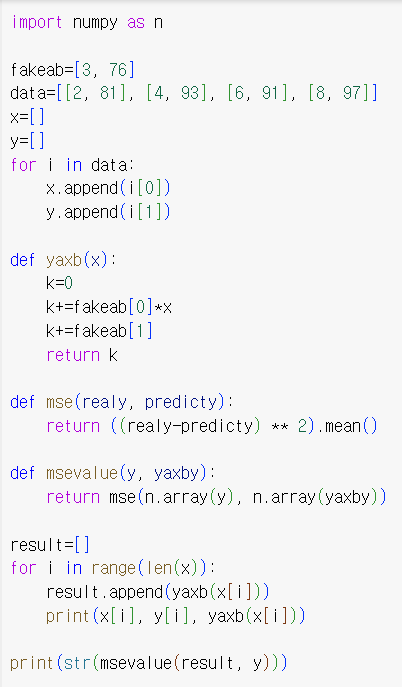 import numpy as n

fakeab=[3, 76]
data=[[2, 81], [4, 93], [6, 91], [8, 97]]
x=[]
y=[]
for i in data:
    x.append(i[0])
    y.append(i[1])

def yaxb(x):
    k=0
    k+=fakeab[0]*x
    k+=fakeab[1]
    return k

def mse(realy, predicty):
    return ((realy-predicty) ** 2).mean()

def msevalue(y, yaxby):
    return mse(n.array(y), n.array(yaxby))

result=[]
for i in range(len(x)):
    result.append(yaxb(x[i]))
    print(x[i], y[i], yaxb(x[i]))

print(str(msevalue(result, y)))